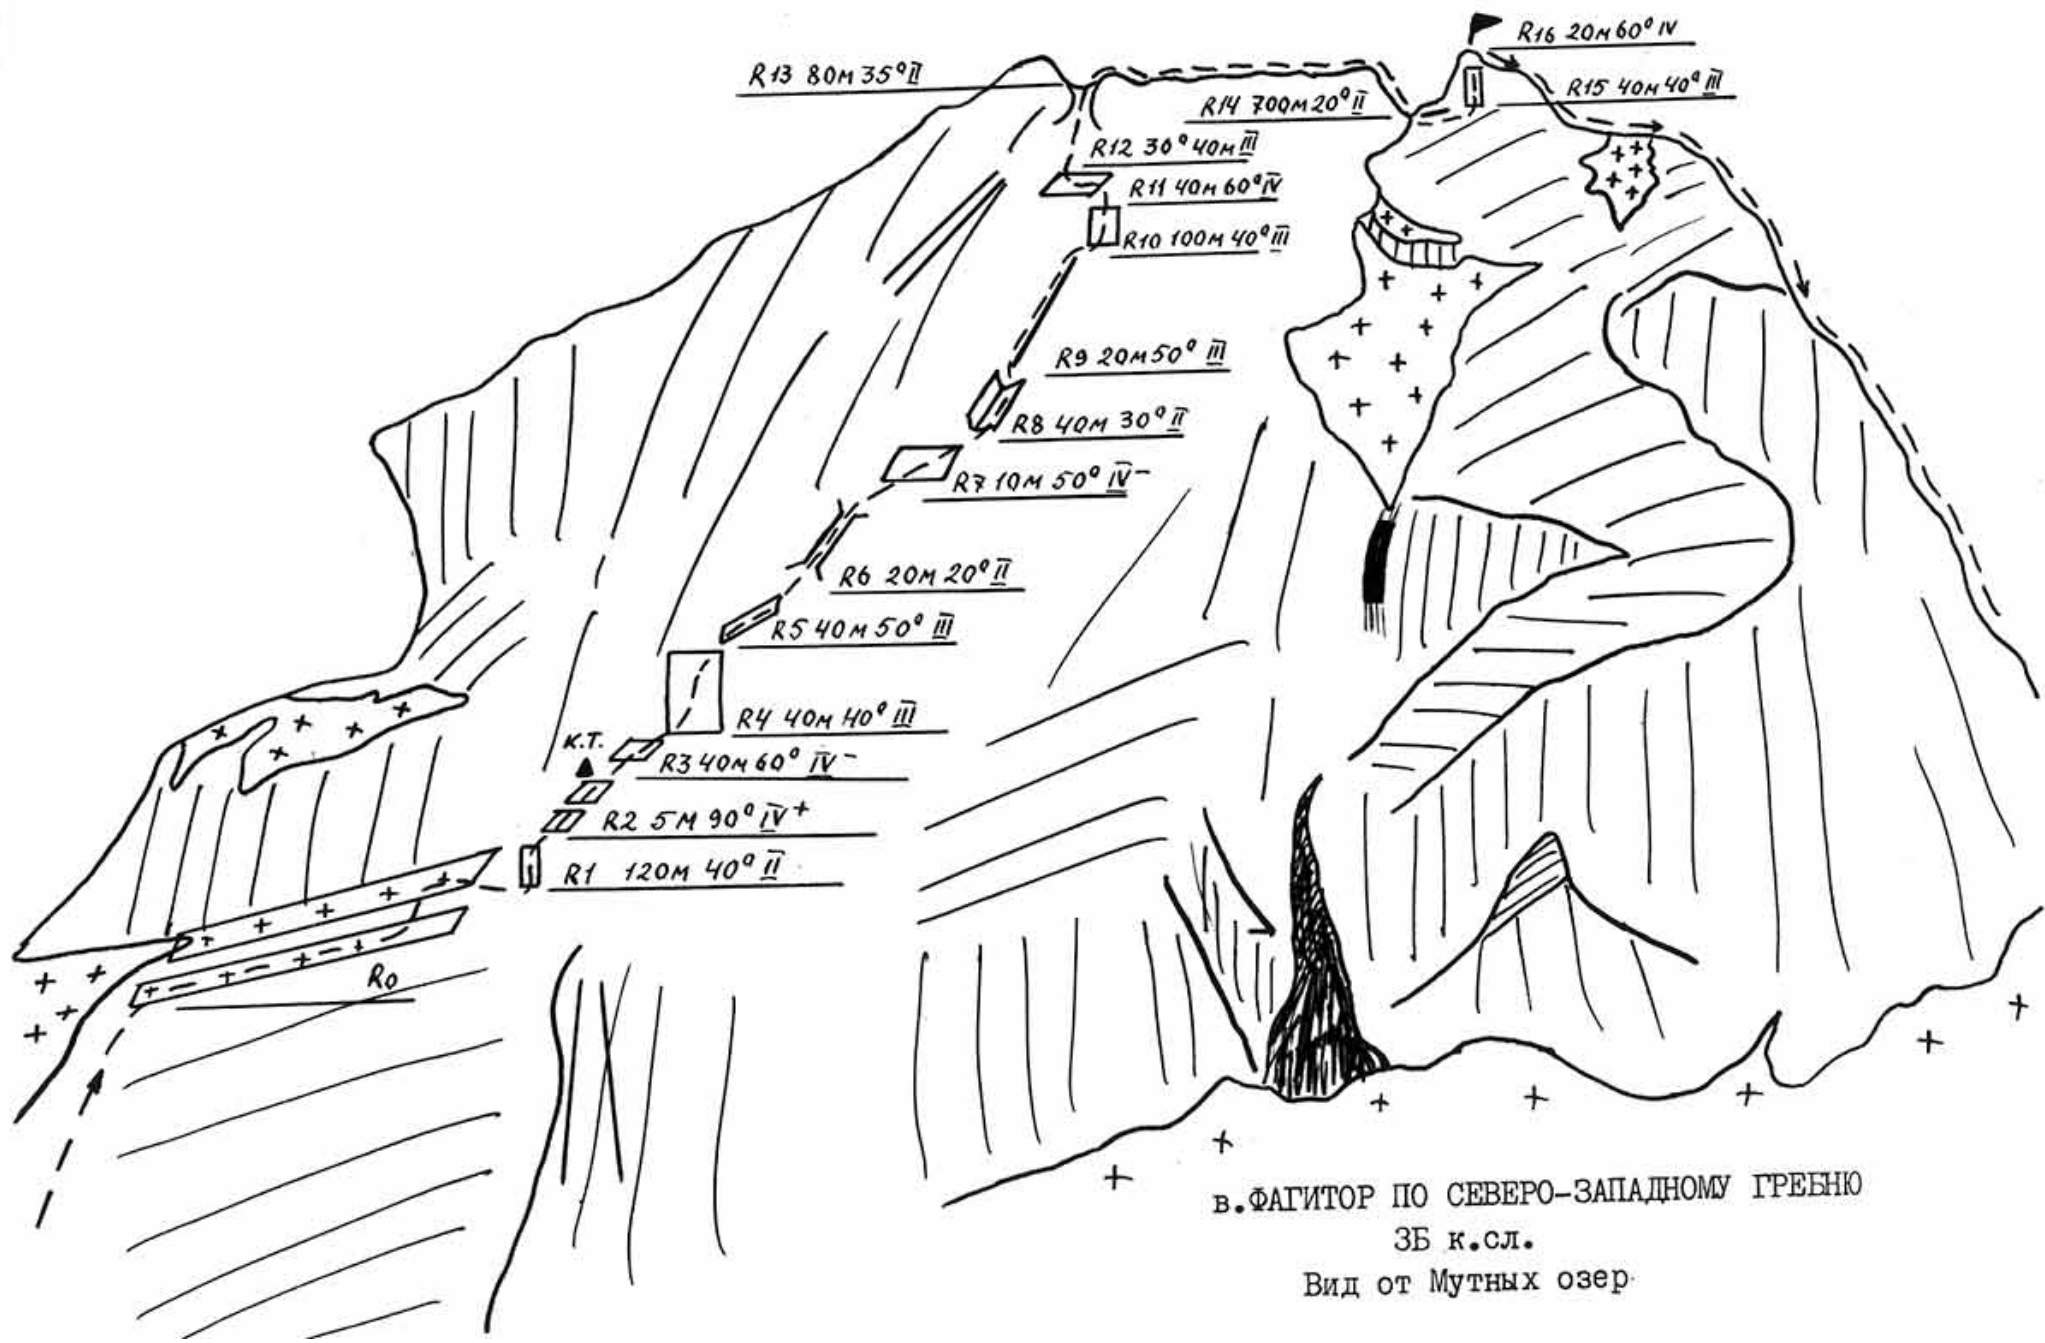 R16 20м 60° IV
R13 80м 35° II
R15 40м 40° III
R14 700м 20° II
R12 30° 40м III
R11 40м 60° IV
R10 100м 40° III
R9 20м 50° III
R8 40м 30° II
R7 10м 50° IV-
R6 20м 20° II
R5 40м 50° III
R4 40м 40° III
К.Т.
R3 40м 60° IV-
R2 5м 90° IV+
R1 120м 40° II
R0
в.ФАГИТОР ПО СЕВЕРО-ЗАПАДНОМУ ГРЕБНЮ
3Б к.сл.
Вид от Мутных озер